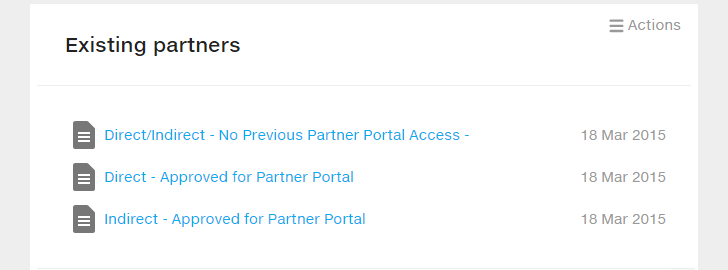 Actions
Existing partners
Direct/Indirect - No Previous Partner Portal Access - 18 Mar 2015
Direct - Approved for Partner Portal 18 Mar 2015
Indirect - Approved for Partner Portal 18 Mar 2015